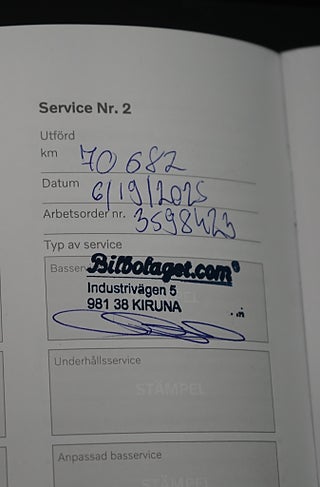 Service Nr. 2
Utförd
km 70 682
Datum 6/19/2025
Arbetsorder nr. 3598423
Typ av service
Bilbolaget.com
Industrivägen 5
981 38 KIRUNA
Underhållsservice
STÄMPEL
Anpassad basservice
STÄMPEL